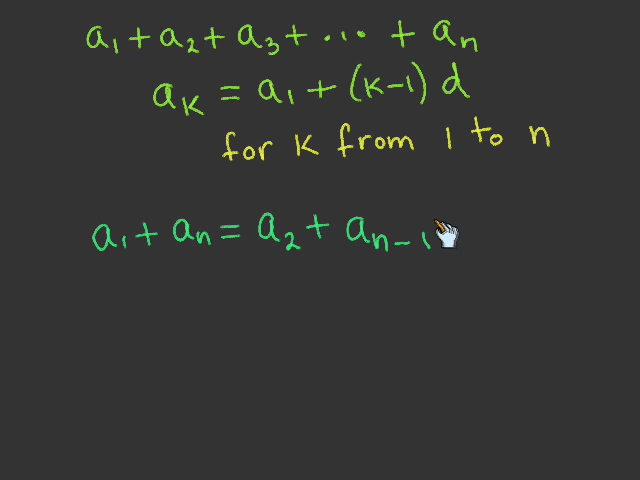 a₁ + a₂ + a₃ + ... + aₙ
aₖ = a₁ + (k-1) d
for k from 1 to n
a₁ + aₙ = a₂ + aₙ₋₁